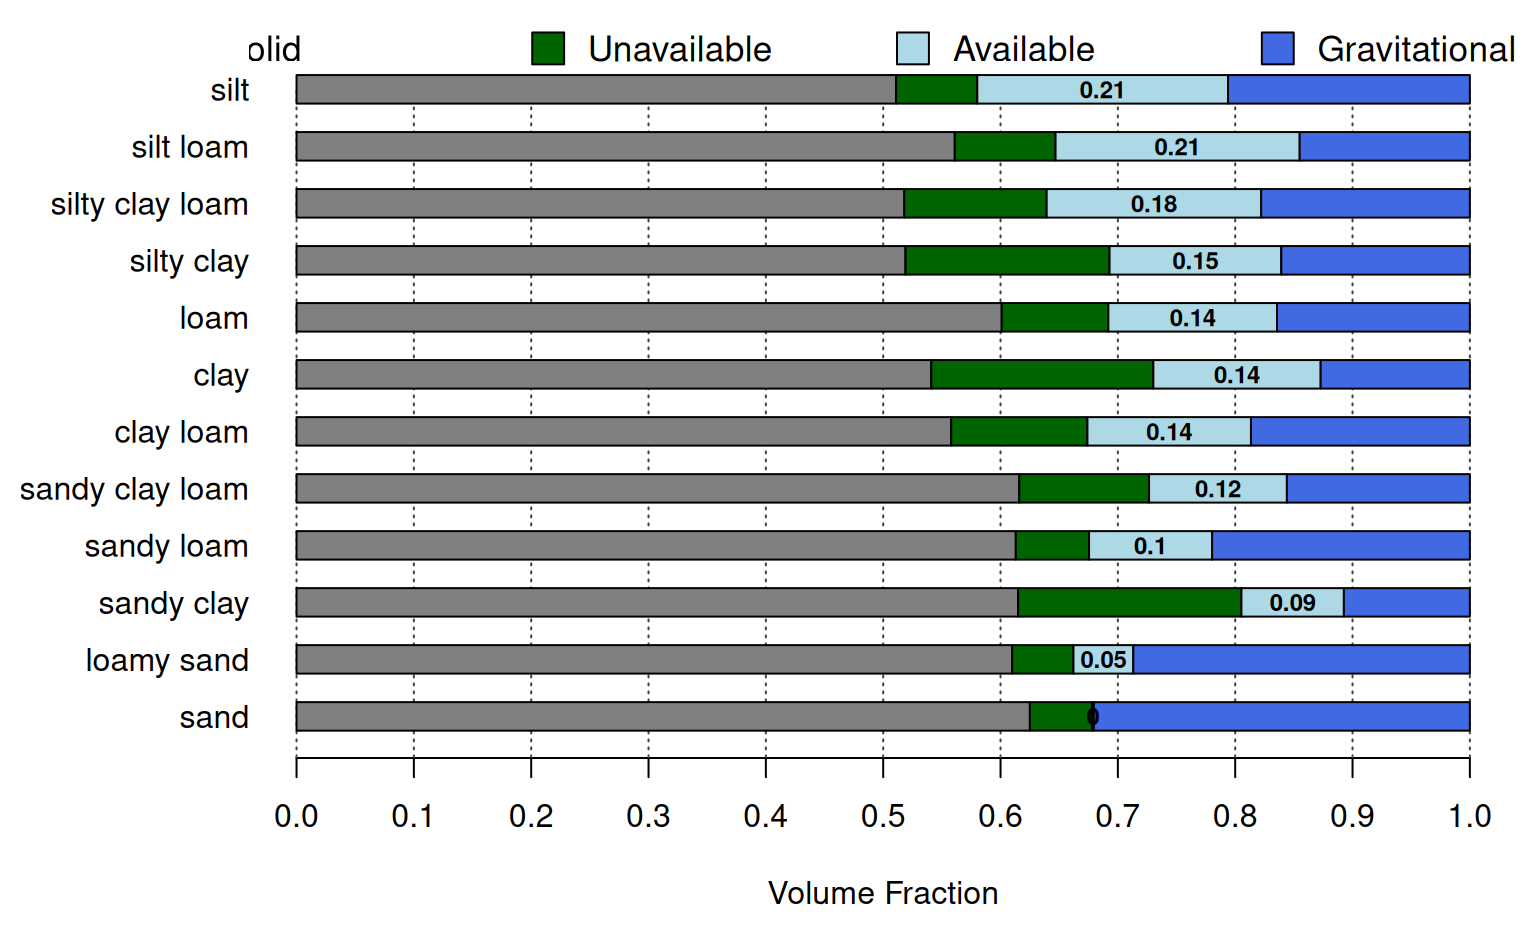 olid Unavailable Available Gravitational
silt 0.21
silt loam 0.21
silty clay loam 0.18
silty clay 0.15
loam 0.14
clay 0.14
clay loam 0.14
sandy clay loam 0.12
sandy loam 0.1
sandy clay 0.09
loamy sand 0.05
sand 0
0.0 0.1 0.2 0.3 0.4 0.5 0.6 0.7 0.8 0.9 1.0
Volume Fraction